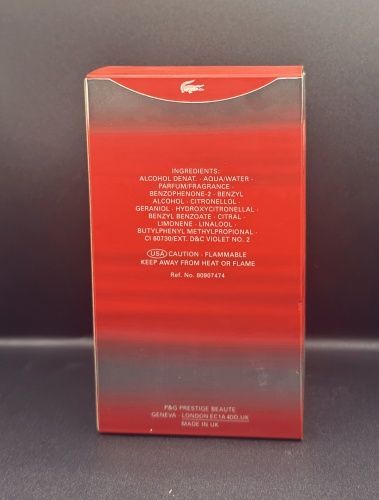 INGREDIENTS:
ALCOHOL DENAT. · AQUA/WATER ·
PARFUM/FRAGRANCE ·
BENZOPHENONE-2 · BENZYL
ALCOHOL · CITRONELLOL ·
GERANIOL · HYDROXYCITRONELLAL ·
BENZYL BENZOATE · CITRAL ·
LIMONENE · LINALOOL ·
BUTYLPHENYL METHYLPROPIONAL ·
CI 60730/EXT. D&C VIOLET NO. 2
USA CAUTION · FLAMMABLE
KEEP AWAY FROM HEAT OR FLAME
Ref. No. 80907474
P&G PRESTIGE BEAUTE
GENEVA · LONDON EC1A 4DD, UK
MADE IN UK